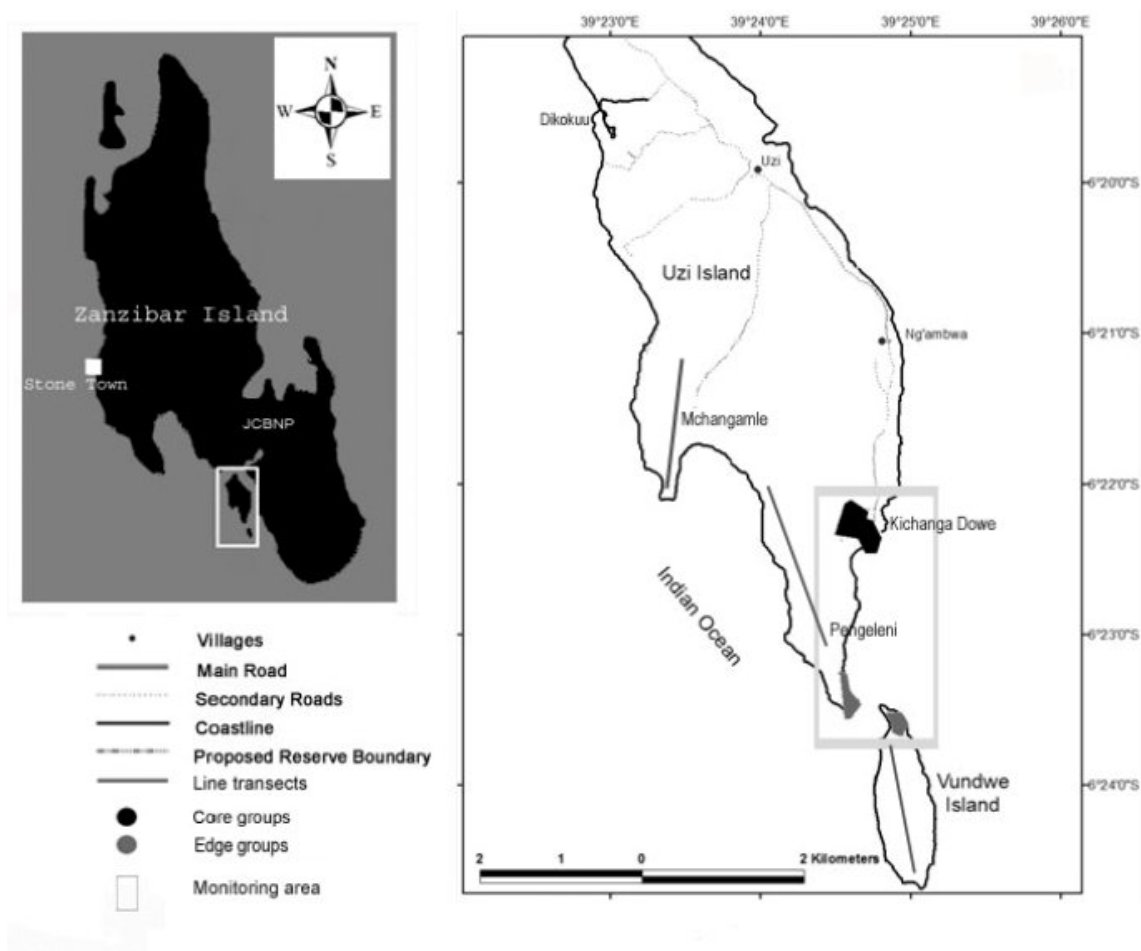 N
W E
S
Zanzibar Island
Stone Town
JCBNP
Villages
Main Road
Secondary Roads
Coastline
Proposed Reserve Boundary
Line transects
Core groups
Edge groups
Monitoring area
39°23'0"E 39°24'0"E 39°25'0"E 39°26'0"E
Dikokuu
Uzi
6°20'0"S
Uzi Island
6°21'0"S
Ng'ambwa
Mchangamle
6°22'0"S
Kichanga Dowe
Indian Ocean
Pengeleni
6°23'0"S
6°24'0"S
Vundwe
Island
2 1 0 2 Kilometers